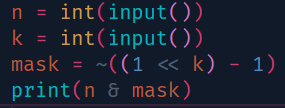 n = int(input())
k = int(input())
mask = ~((1 << k) - 1)
print(n & mask)